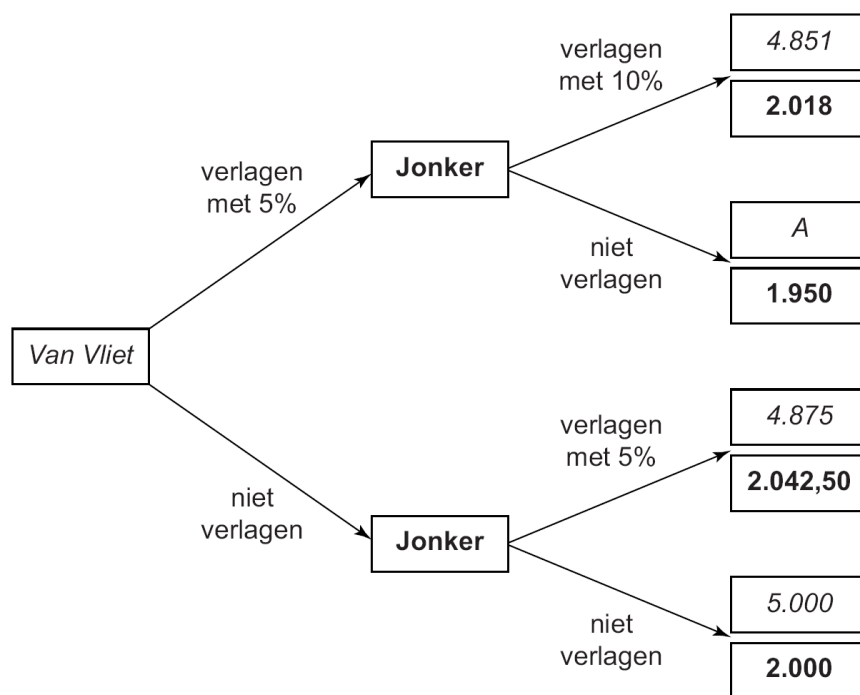 4.851
verlagen
met 10%
2.018
Jonker
verlagen
met 5%
A
niet
verlagen
1.950
Van Vliet
4.875
verlagen
met 5%
2.042,50
niet
verlagen
Jonker
5.000
niet
verlagen
2.000